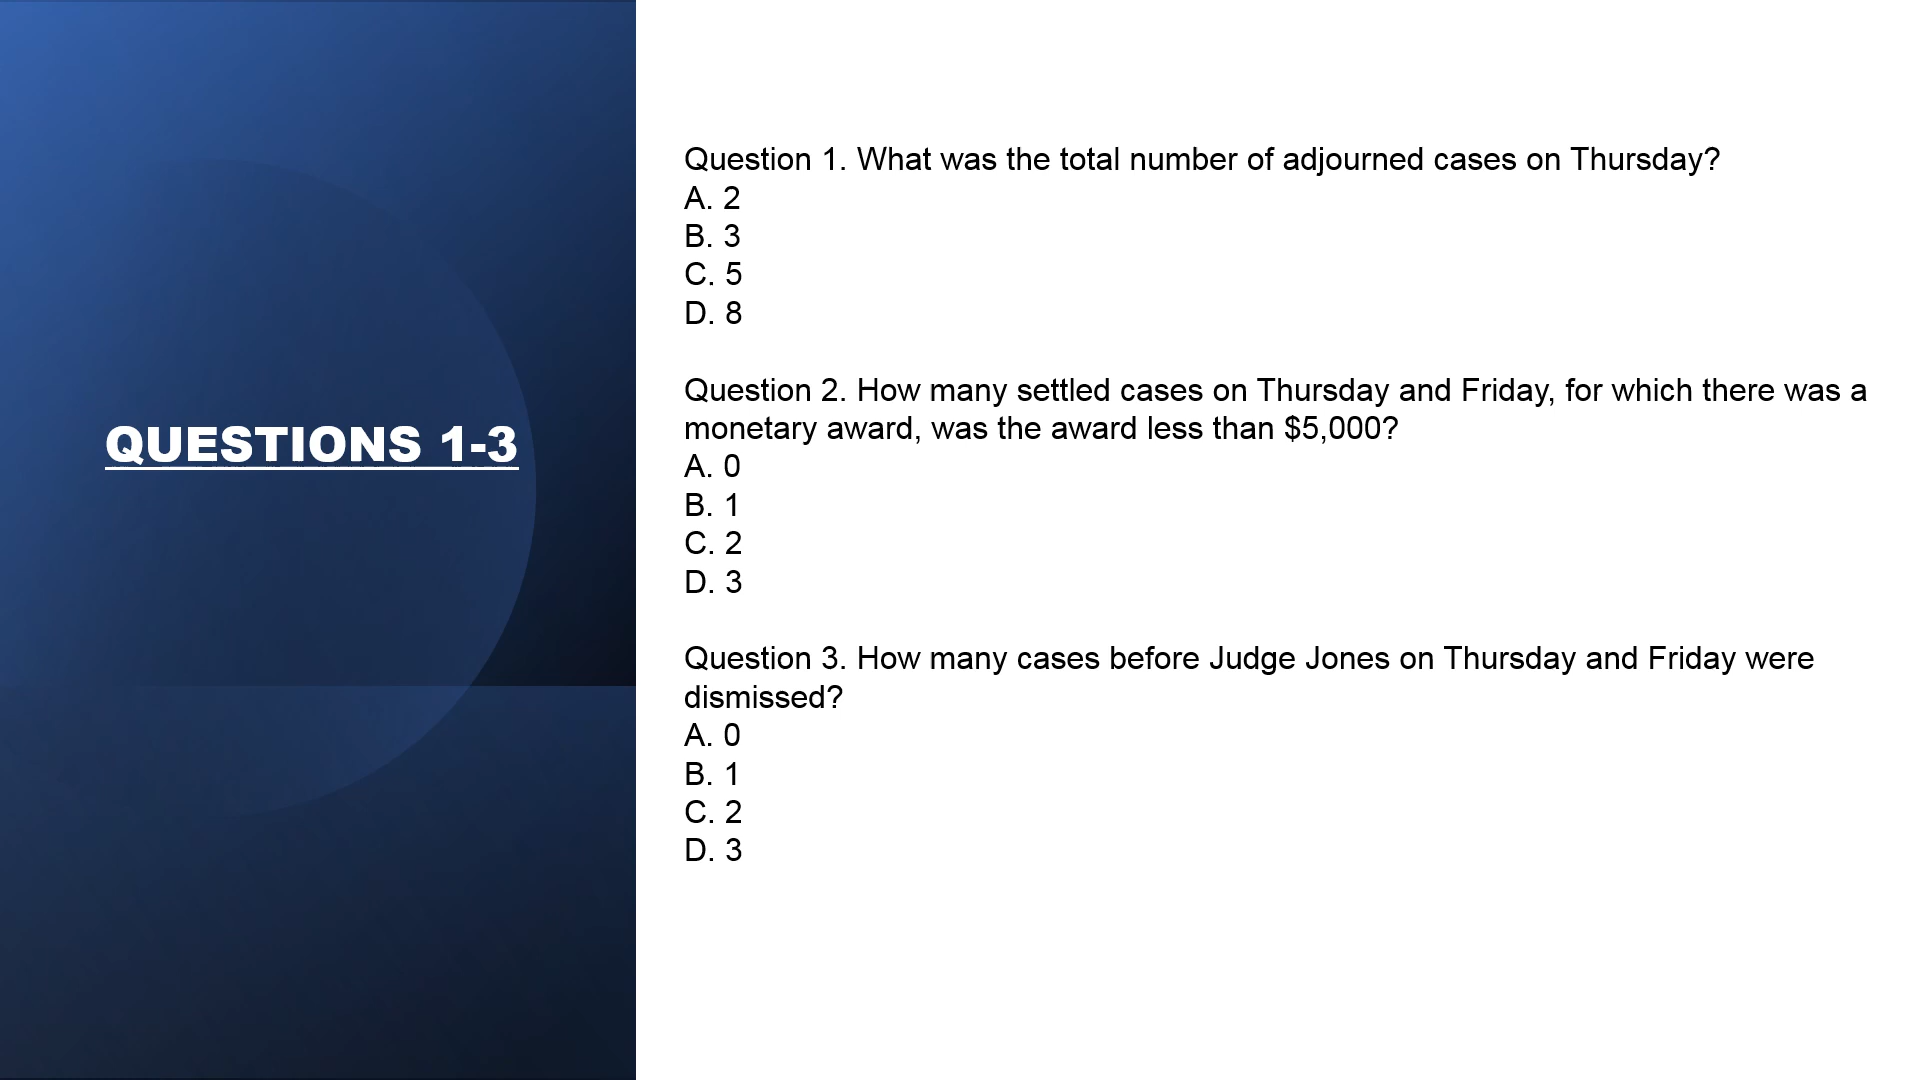 QUESTIONS 1-3
Question 1. What was the total number of adjourned cases on Thursday?
A. 2
B. 3
C. 5
D. 8
Question 2. How many settled cases on Thursday and Friday, for which there was a
monetary award, was the award less than $5,000?
A. 0
B. 1
C. 2
D. 3
Question 3. How many cases before Judge Jones on Thursday and Friday were
dismissed?
A. 0
B. 1
C. 2
D. 3